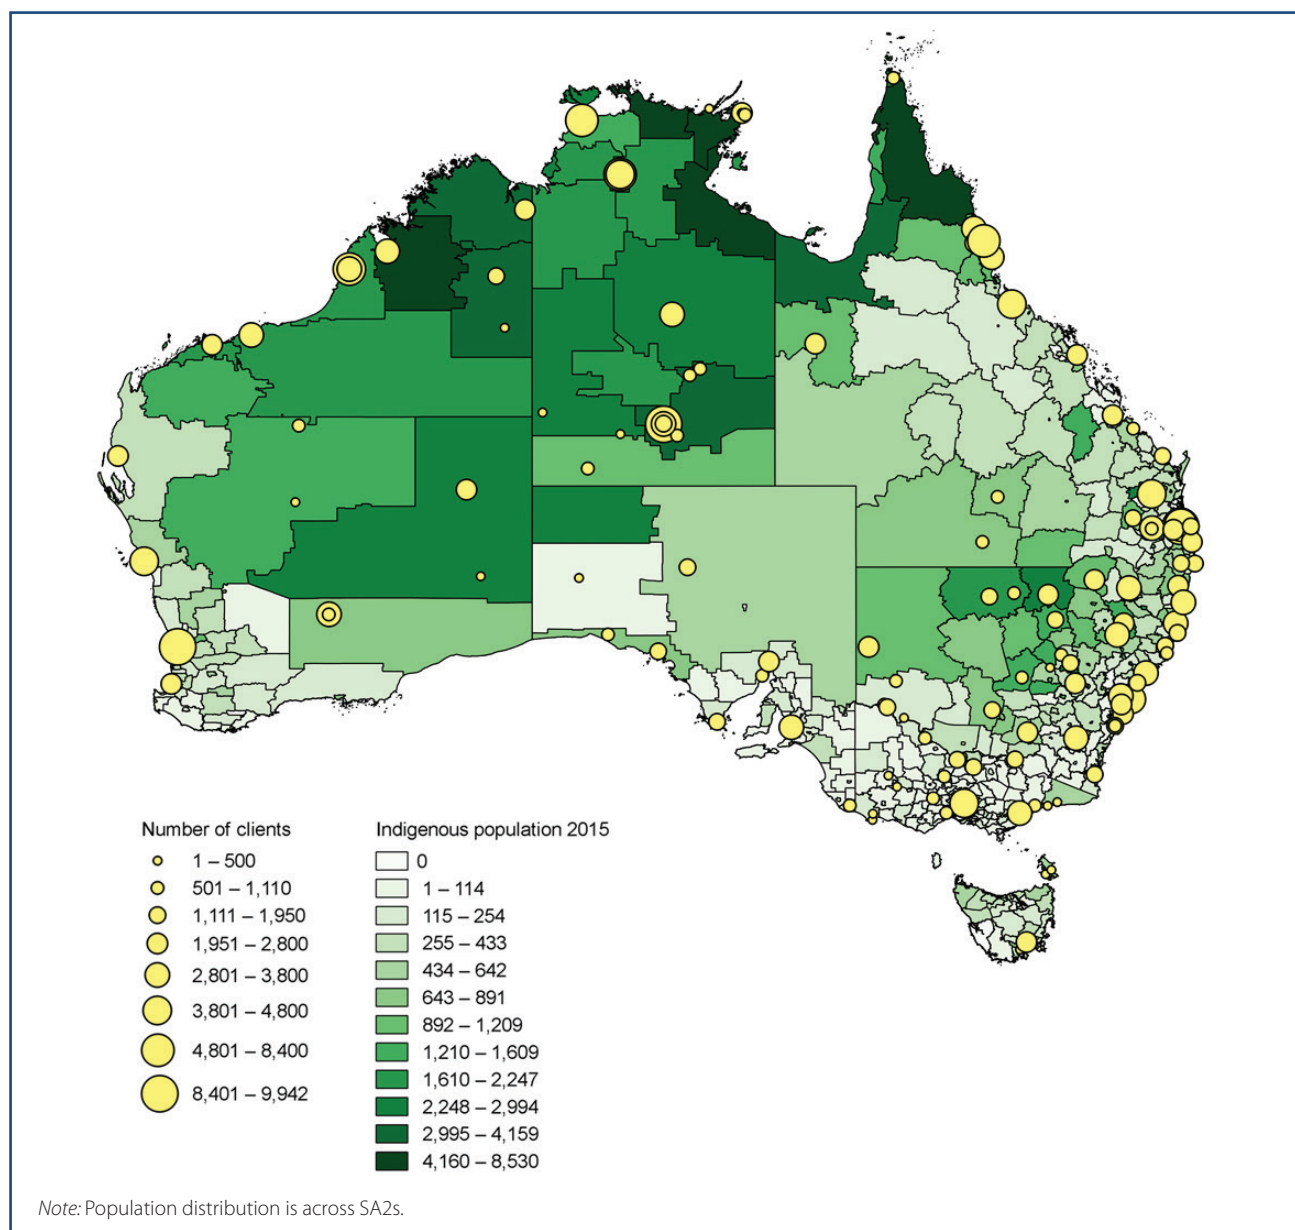 Number of clients
1 – 500
501 – 1,110
1,111 – 1,950
1,951 – 2,800
2,801 – 3,800
3,801 – 4,800
4,801 – 8,400
8,401 – 9,942
Indigenous population 2015
0
1 – 114
115 – 254
255 – 433
434 – 642
643 – 891
892 – 1,209
1,210 – 1,609
1,610 – 2,247
2,248 – 2,994
2,995 – 4,159
4,160 – 8,530
Note: Population distribution is across SA2s.